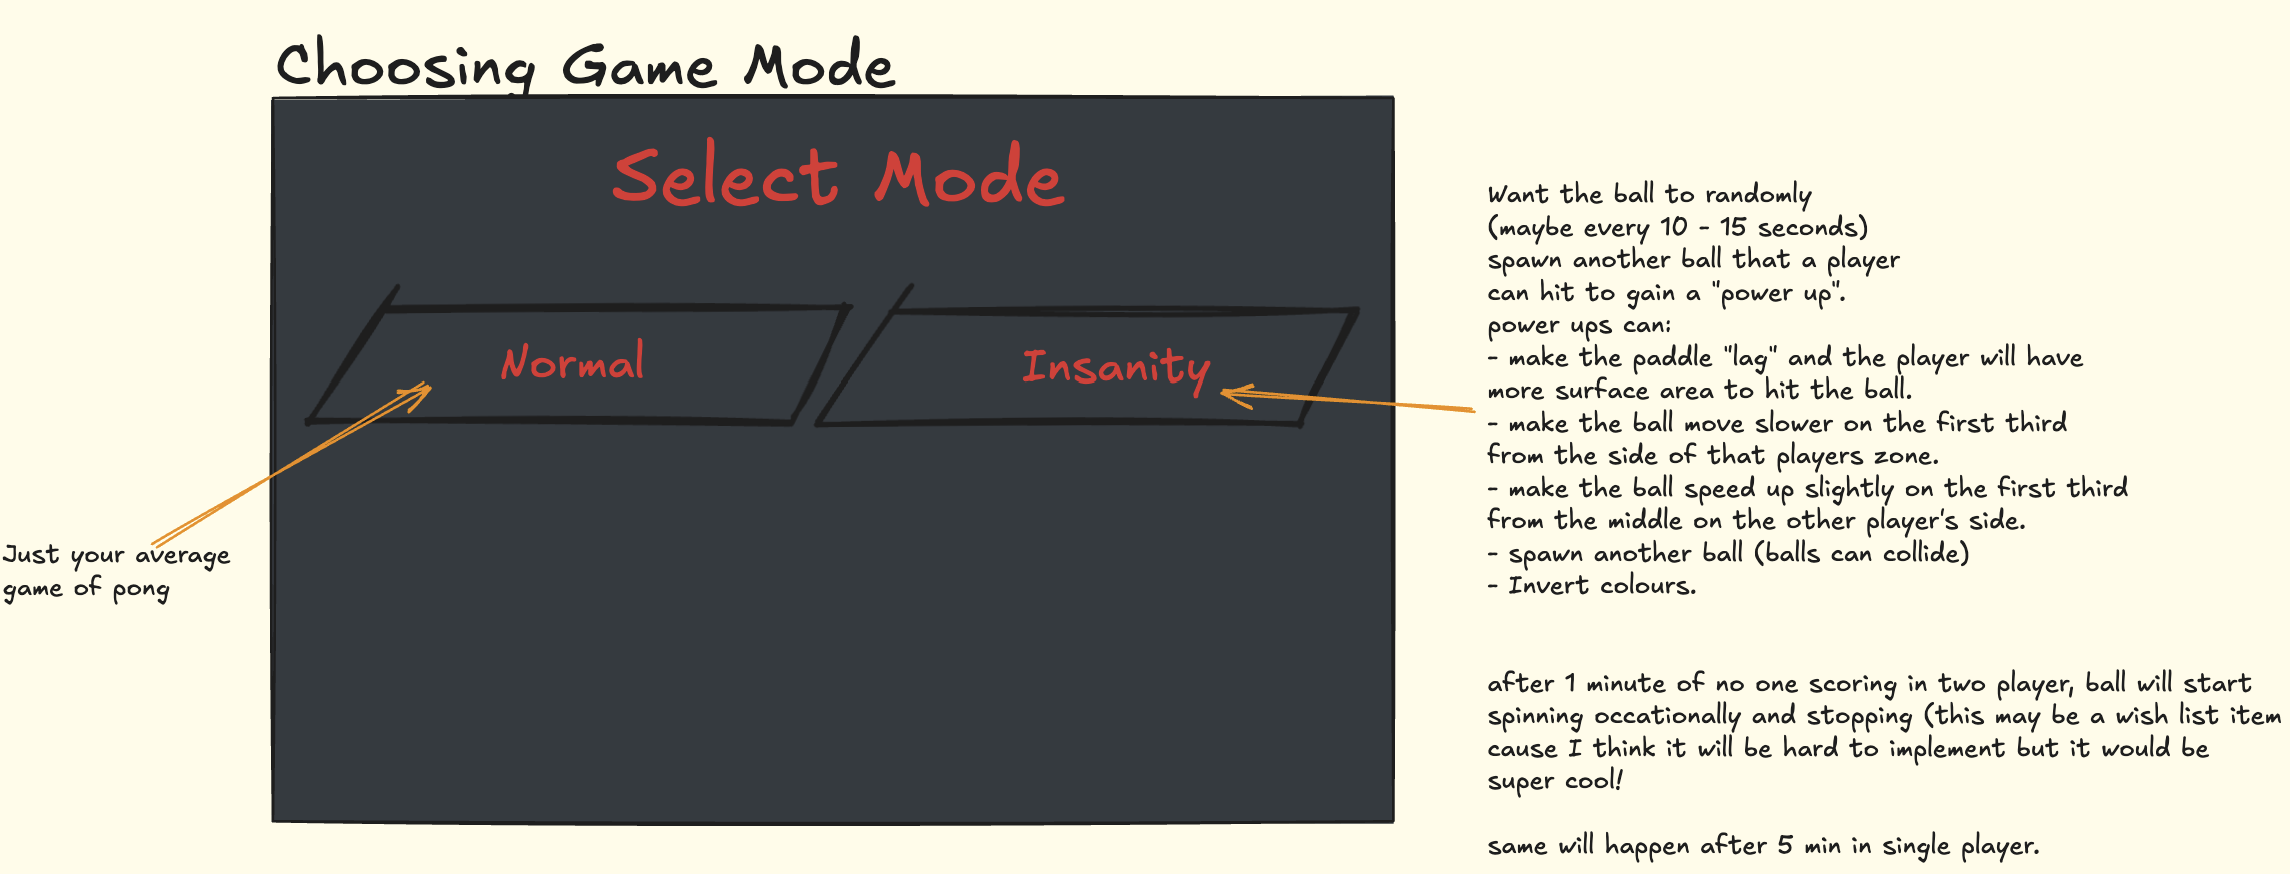 Choosing Game Mode
Select Mode
Normal
Insanity
Just your average
game of pong
Want the ball to randomly
(maybe every 10 - 15 seconds)
spawn another ball that a player
can hit to gain a "power up".
power ups can:
- make the paddle "lag" and the player will have
more surface area to hit the ball.
- make the ball move slower on the first third
from the side of that players zone.
- make the ball speed up slightly on the first third
from the middle on the other player's side.
- spawn another ball (balls can collide)
- Invert colours.
after 1 minute of no one scoring in two player, ball will start
spinning occationally and stopping (this may be a wish list item
cause I think it will be hard to implement but it would be
super cool!
same will happen after 5 min in single player.